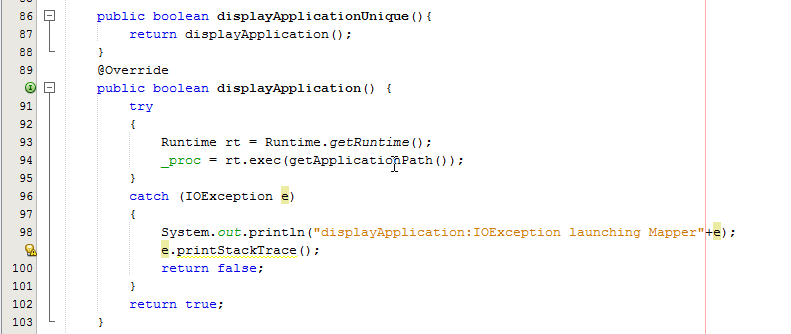 86 public boolean displayApplicationUnique(){
87 return displayApplication();
88 }
89 @Override
public boolean displayApplication() {
91 try
92 {
93 Runtime rt = Runtime.getRuntime();
94 _proc = rt.exec(getApplicationPath());
95 }
96 catch (IOException e)
97 {
98 System.out.println("displayApplication:IOException launching Mapper"+e);
e.printStackTrace();
100 return false;
101 }
102 return true;
103 }